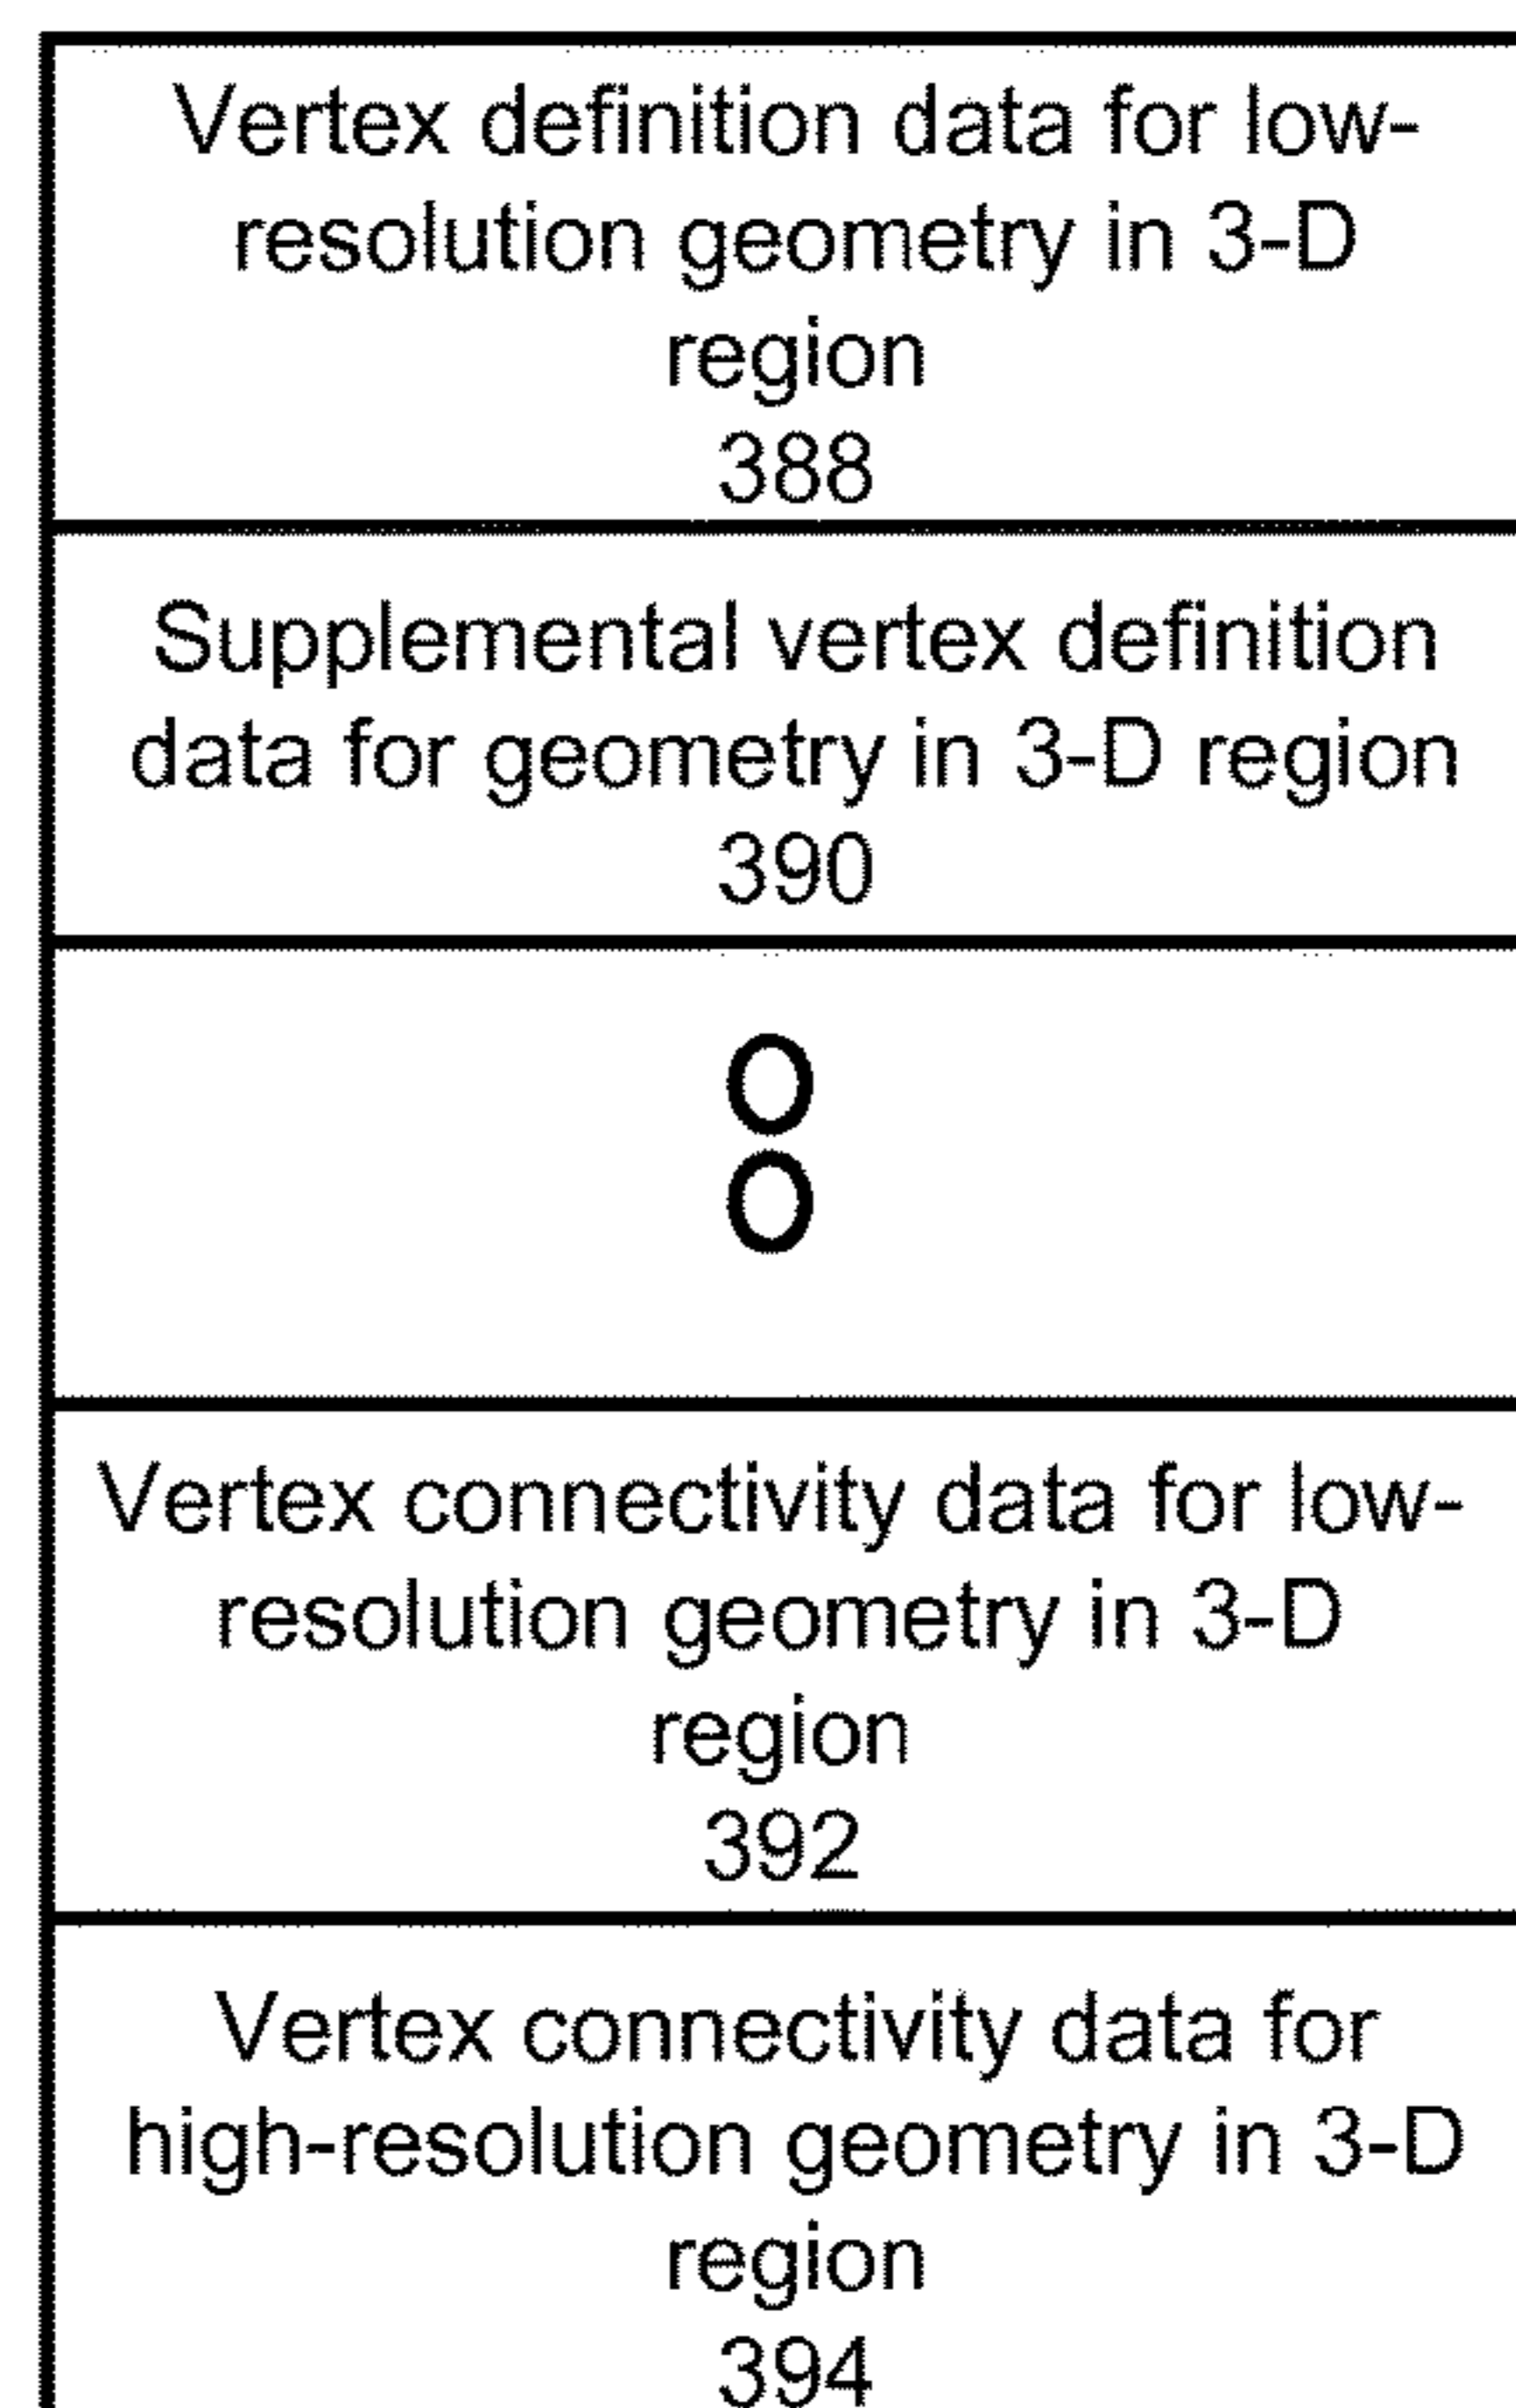 Vertex definition data for low-
resolution geometry in 3-D
region
388
Supplemental vertex definition
data for geometry in 3-D region
390
O
O
Vertex connectivity data for low-
resolution geometry in 3-D
region
392
Vertex connectivity data for
high-resolution geometry in 3-D
region
394